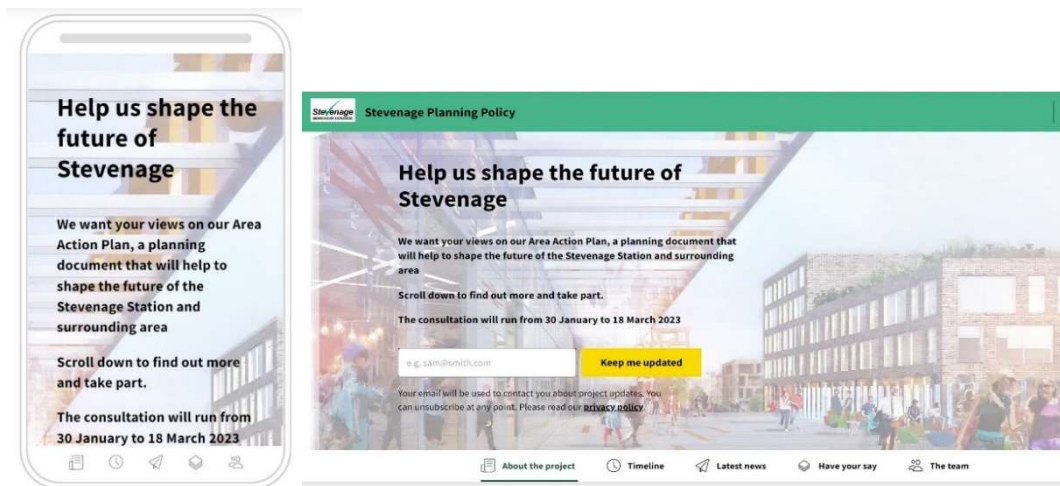 Help us shape the
future of
Stevenage
We want your views on our Area
Action Plan, a planning
document that will help to
shape the future of the
Stevenage Station and
surrounding area
Scroll down to find out more
and take part.
The consultation will run from
30 January to 18 March 2023
Stevenage
BOROUGH COUNCIL
Stevenage Planning Policy
Help us shape the future of
Stevenage
We want your views on our Area Action Plan, a planning document that
will help to shape the future of the Stevenage Station and surrounding
area
Scroll down to find out more and take part.
The consultation will run from 30 January to 18 March 2023
e.g. sam@smith.com
Keep me updated
Your email will be used to contact you about project updates. You
can unsubscribe at any point. Please read our privacy policy
About the project
Timeline
Latest news
Have your say
The team